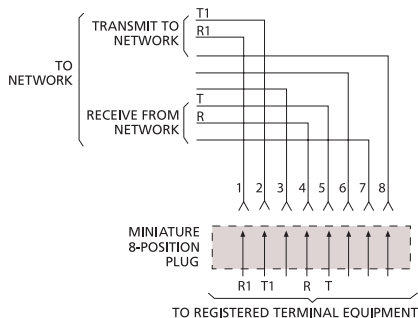 T1
TRANSMIT TO
NETWORK
R1
TO
NETWORK
T
RECEIVE FROM
NETWORK
R
1 2 3 4 5 6 7 8
MINIATURE
8-POSITION
PLUG
R1 T1 R T
TO REGISTERED TERMINAL EQUIPMENT